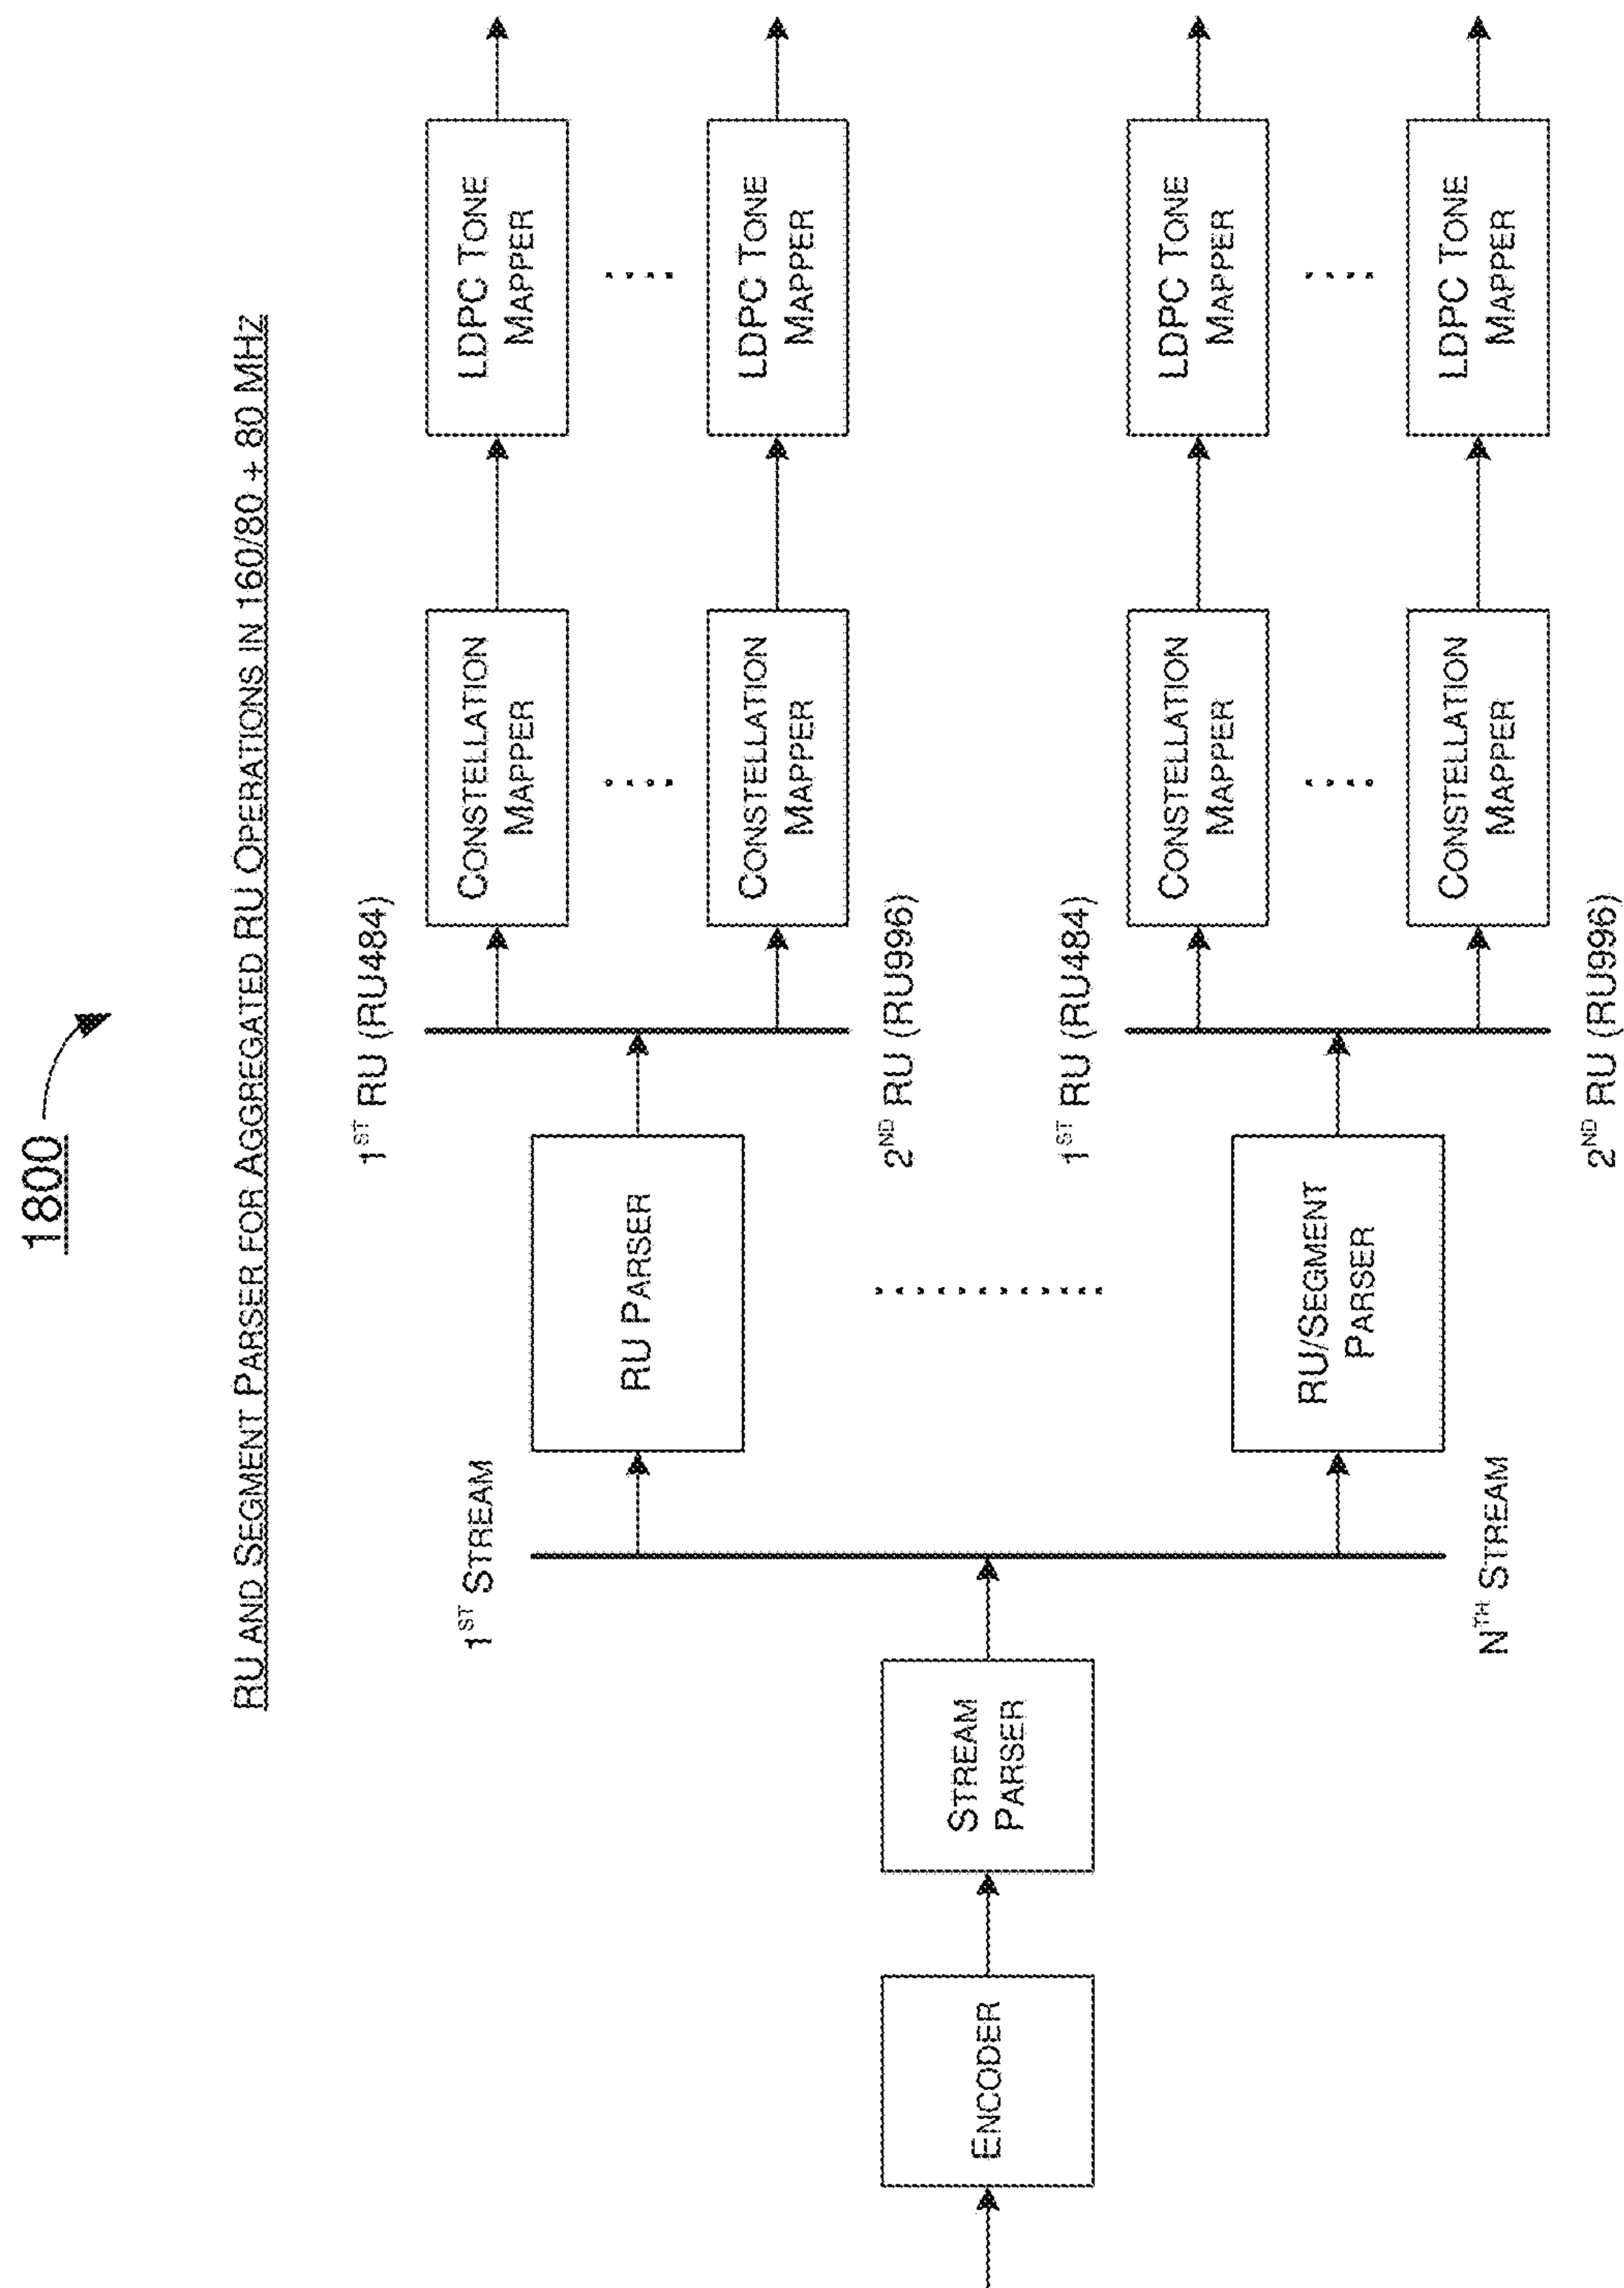 1800
RU AND SEGMENT PARSER FOR AGGREGATED RU OPERATIONS IN 160/80 + 80 MHZ
ENCODER
STREAM
PARSER
1ST STREAM
NTH STREAM
RU PARSER
RU/SEGMENT
PARSER
1ST RU (RU484)
2ND RU (RU996)
CONSTELLATION
MAPPER
CONSTELLATION
MAPPER
LDPC TONE
MAPPER
LDPC TONE
MAPPER
1ST RU (RU484)
2ND RU (RU996)
CONSTELLATION
MAPPER
CONSTELLATION
MAPPER
LDPC TONE
MAPPER
LDPC TONE
MAPPER